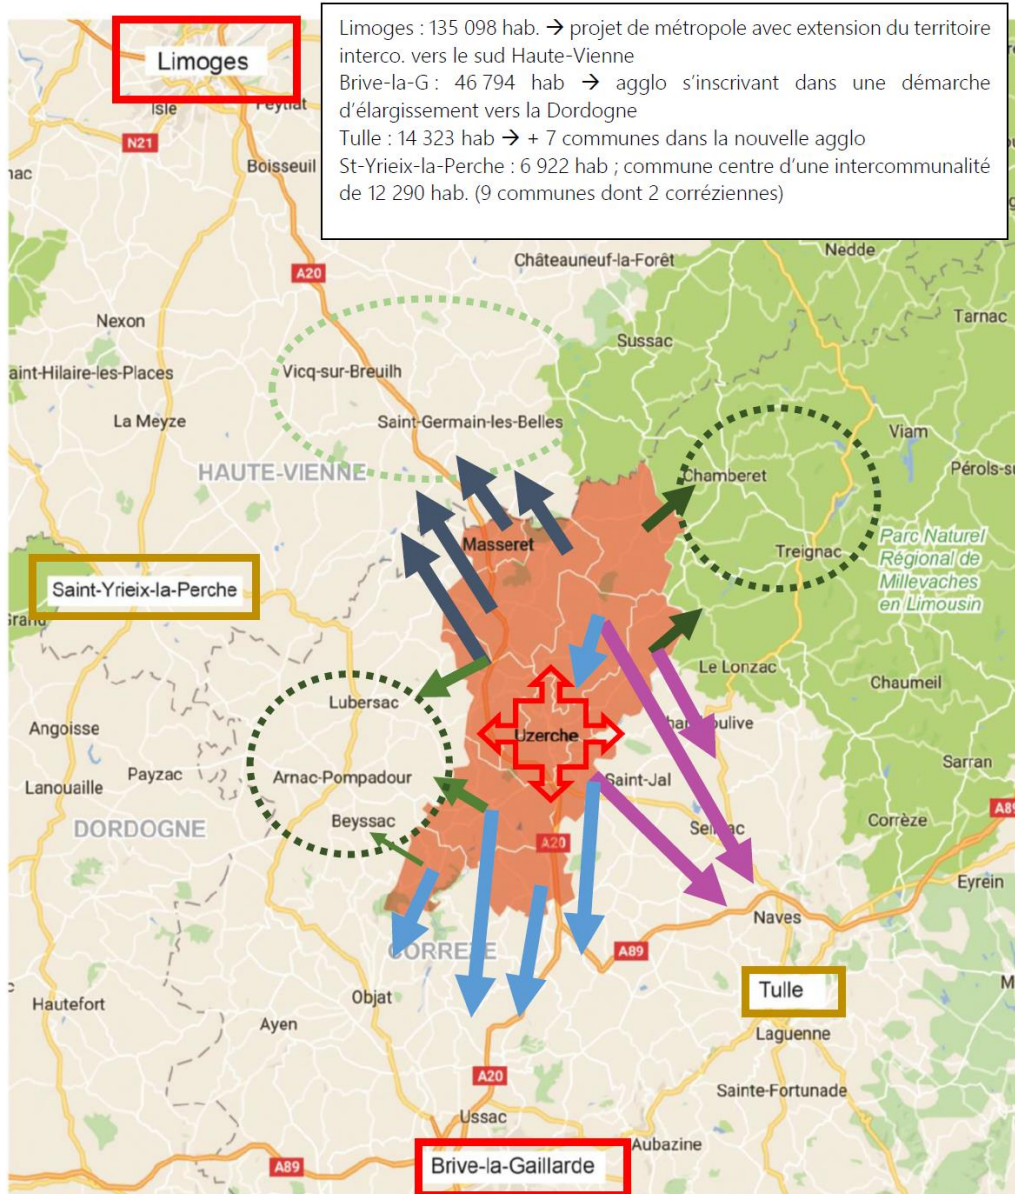 Limoges : 135 098 hab. → projet de métropole avec extension du territoire
interco. vers le sud Haute-Vienne
Brive-la-G : 46 794 hab → agglo s'inscrivant dans une démarche
d'élargissement vers la Dordogne
Tulle : 14 323 hab → + 7 communes dans la nouvelle agglo
St-Yrieix-la-Perche : 6 922 hab ; commune centre d'une intercommunalité
de 12 290 hab. (9 communes dont 2 corréziennes)
Limoges
Isle
Feytiat
N21
Boisseuil
Nedde
Châteauneuf-la-Forêt
A20
Tarnac
Nexon
Sussac
aint-Hilaire-les-Places
Vicq-sur-Breuilh
La Meyze
Saint-Germain-les-Belles
Viam
HAUTE-VIENNE
Chamberet
Pérols-su
Masseret
Treignac
Parc Naturel
Régional de
Millevaches
en Limousin
Saint-Yrieix-la-Perche
Grand
Le Lonzac
Chaumeil
Lubersac
Angoisse
Uzerche
oulive
Sarran
Payzac
Arnac-Pompadour
Saint-Jal
Lanouaille
A89
DORDOGNE
Beyssac
Corrèze
A20
Eyrein
Naves
CORRÈZE
A89
Tulle
M
Hautefort
Objat
Ayen
Laguenne
A20
Sainte-Fortunade
Ussac
Aubazine
A89
Brive-la-Gaillarde